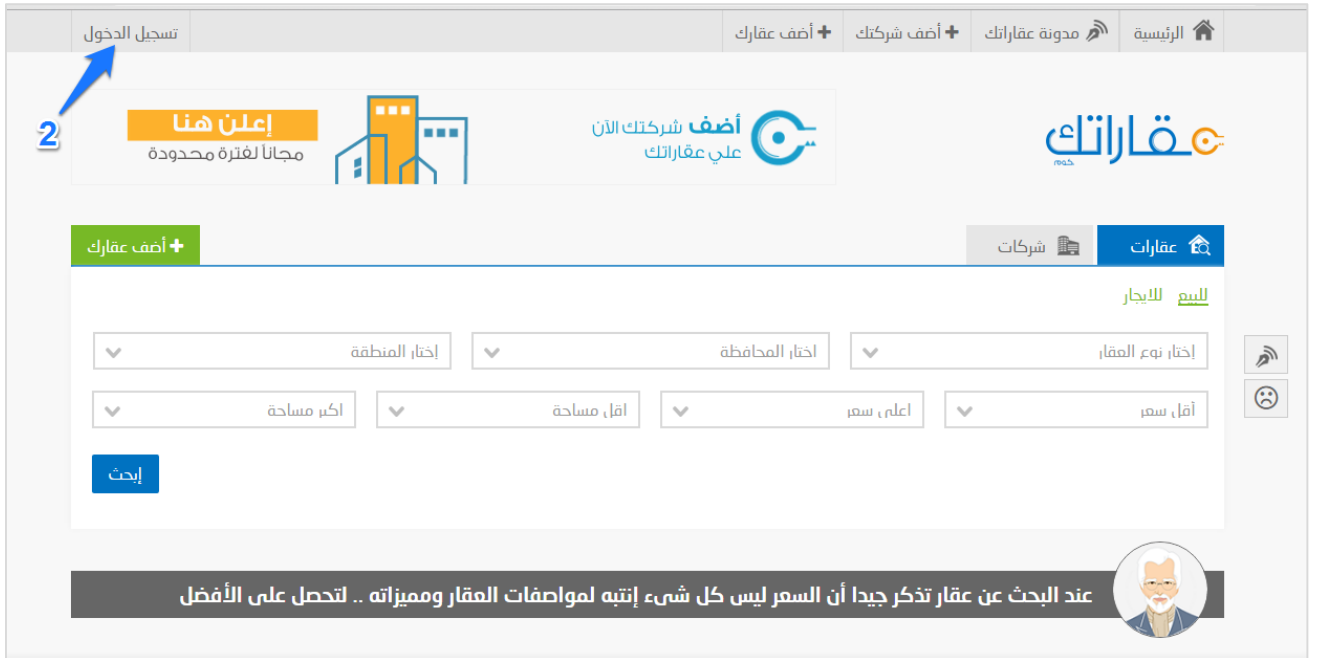 الرئيسية مدونة عقاراتك + أضف شركتك + أضف عقارك تسجيل الدخول
2
عقاراتك
كوم
أضف شركتك الآن
علي عقاراتك
إعلن هنا
مجاناً لفترة محدودة
عقارات شركات + أضف عقارك
للبيع للايجار
إختار نوع العقار اختار المحافظة إختار المنطقة
أقل سعر اعلى سعر اقل مساحة اكبر مساحة
إبحث
عند البحث عن عقار تذكر جيدا أن السعر ليس كل شىء إنتبه لمواصفات العقار ومميزاته .. لتحصل على الأفضل